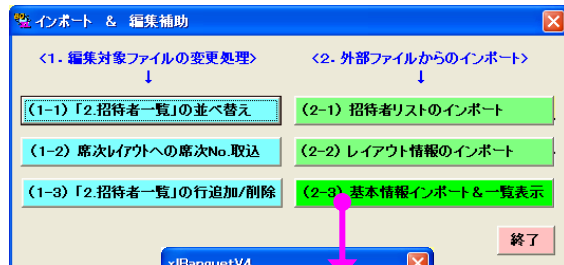 インポート & 編集補助
<1. 編集対象ファイルの変更処理>
↓
(1-1)「2.招待者一覧」の並べ替え
(1-2) 席次レイアウトへの席次No.取込
(1-3)「2.招待者一覧」の行追加/削除
<2. 外部ファイルからのインポート>
↓
(2-1) 招待者リストのインポート
(2-2) レイアウト情報のインポート
(2-3) 基本情報インポート&一覧表示
終了
xlBanquetV4